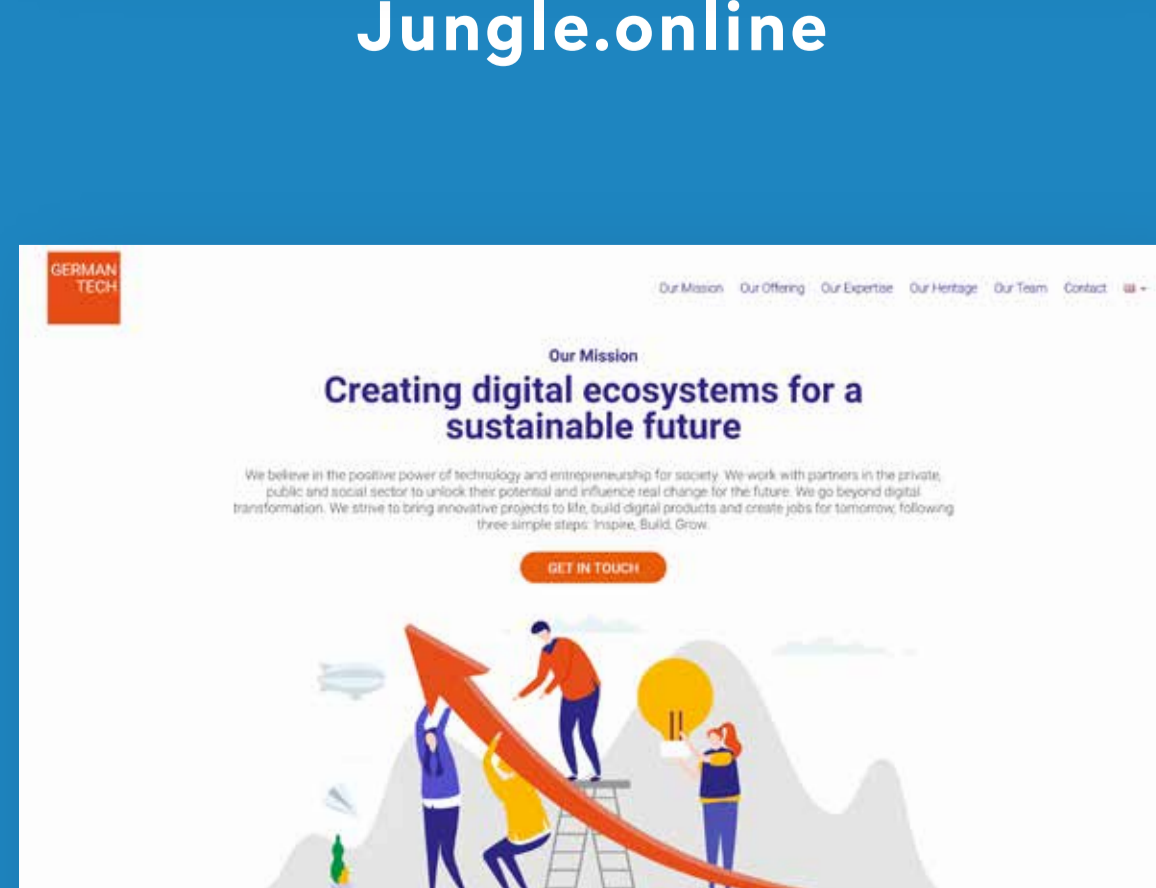 Jungle.online
GERMAN
TECH
Our Mission Our Offering Our Expertise Our Heritage Our Team Contact
Our Mission
Creating digital ecosystems for a
sustainable future
We believe in the positive power of technology and entrepreneurship for society. We work with partners in the private,
public and social sector to unlock their potential and influence real change for the future. We go beyond digital
transformation. We strive to bring innovative projects to life, build digital products and create jobs for tomorrow, following
three simple steps: Inspire, Build, Grow.
GET IN TOUCH